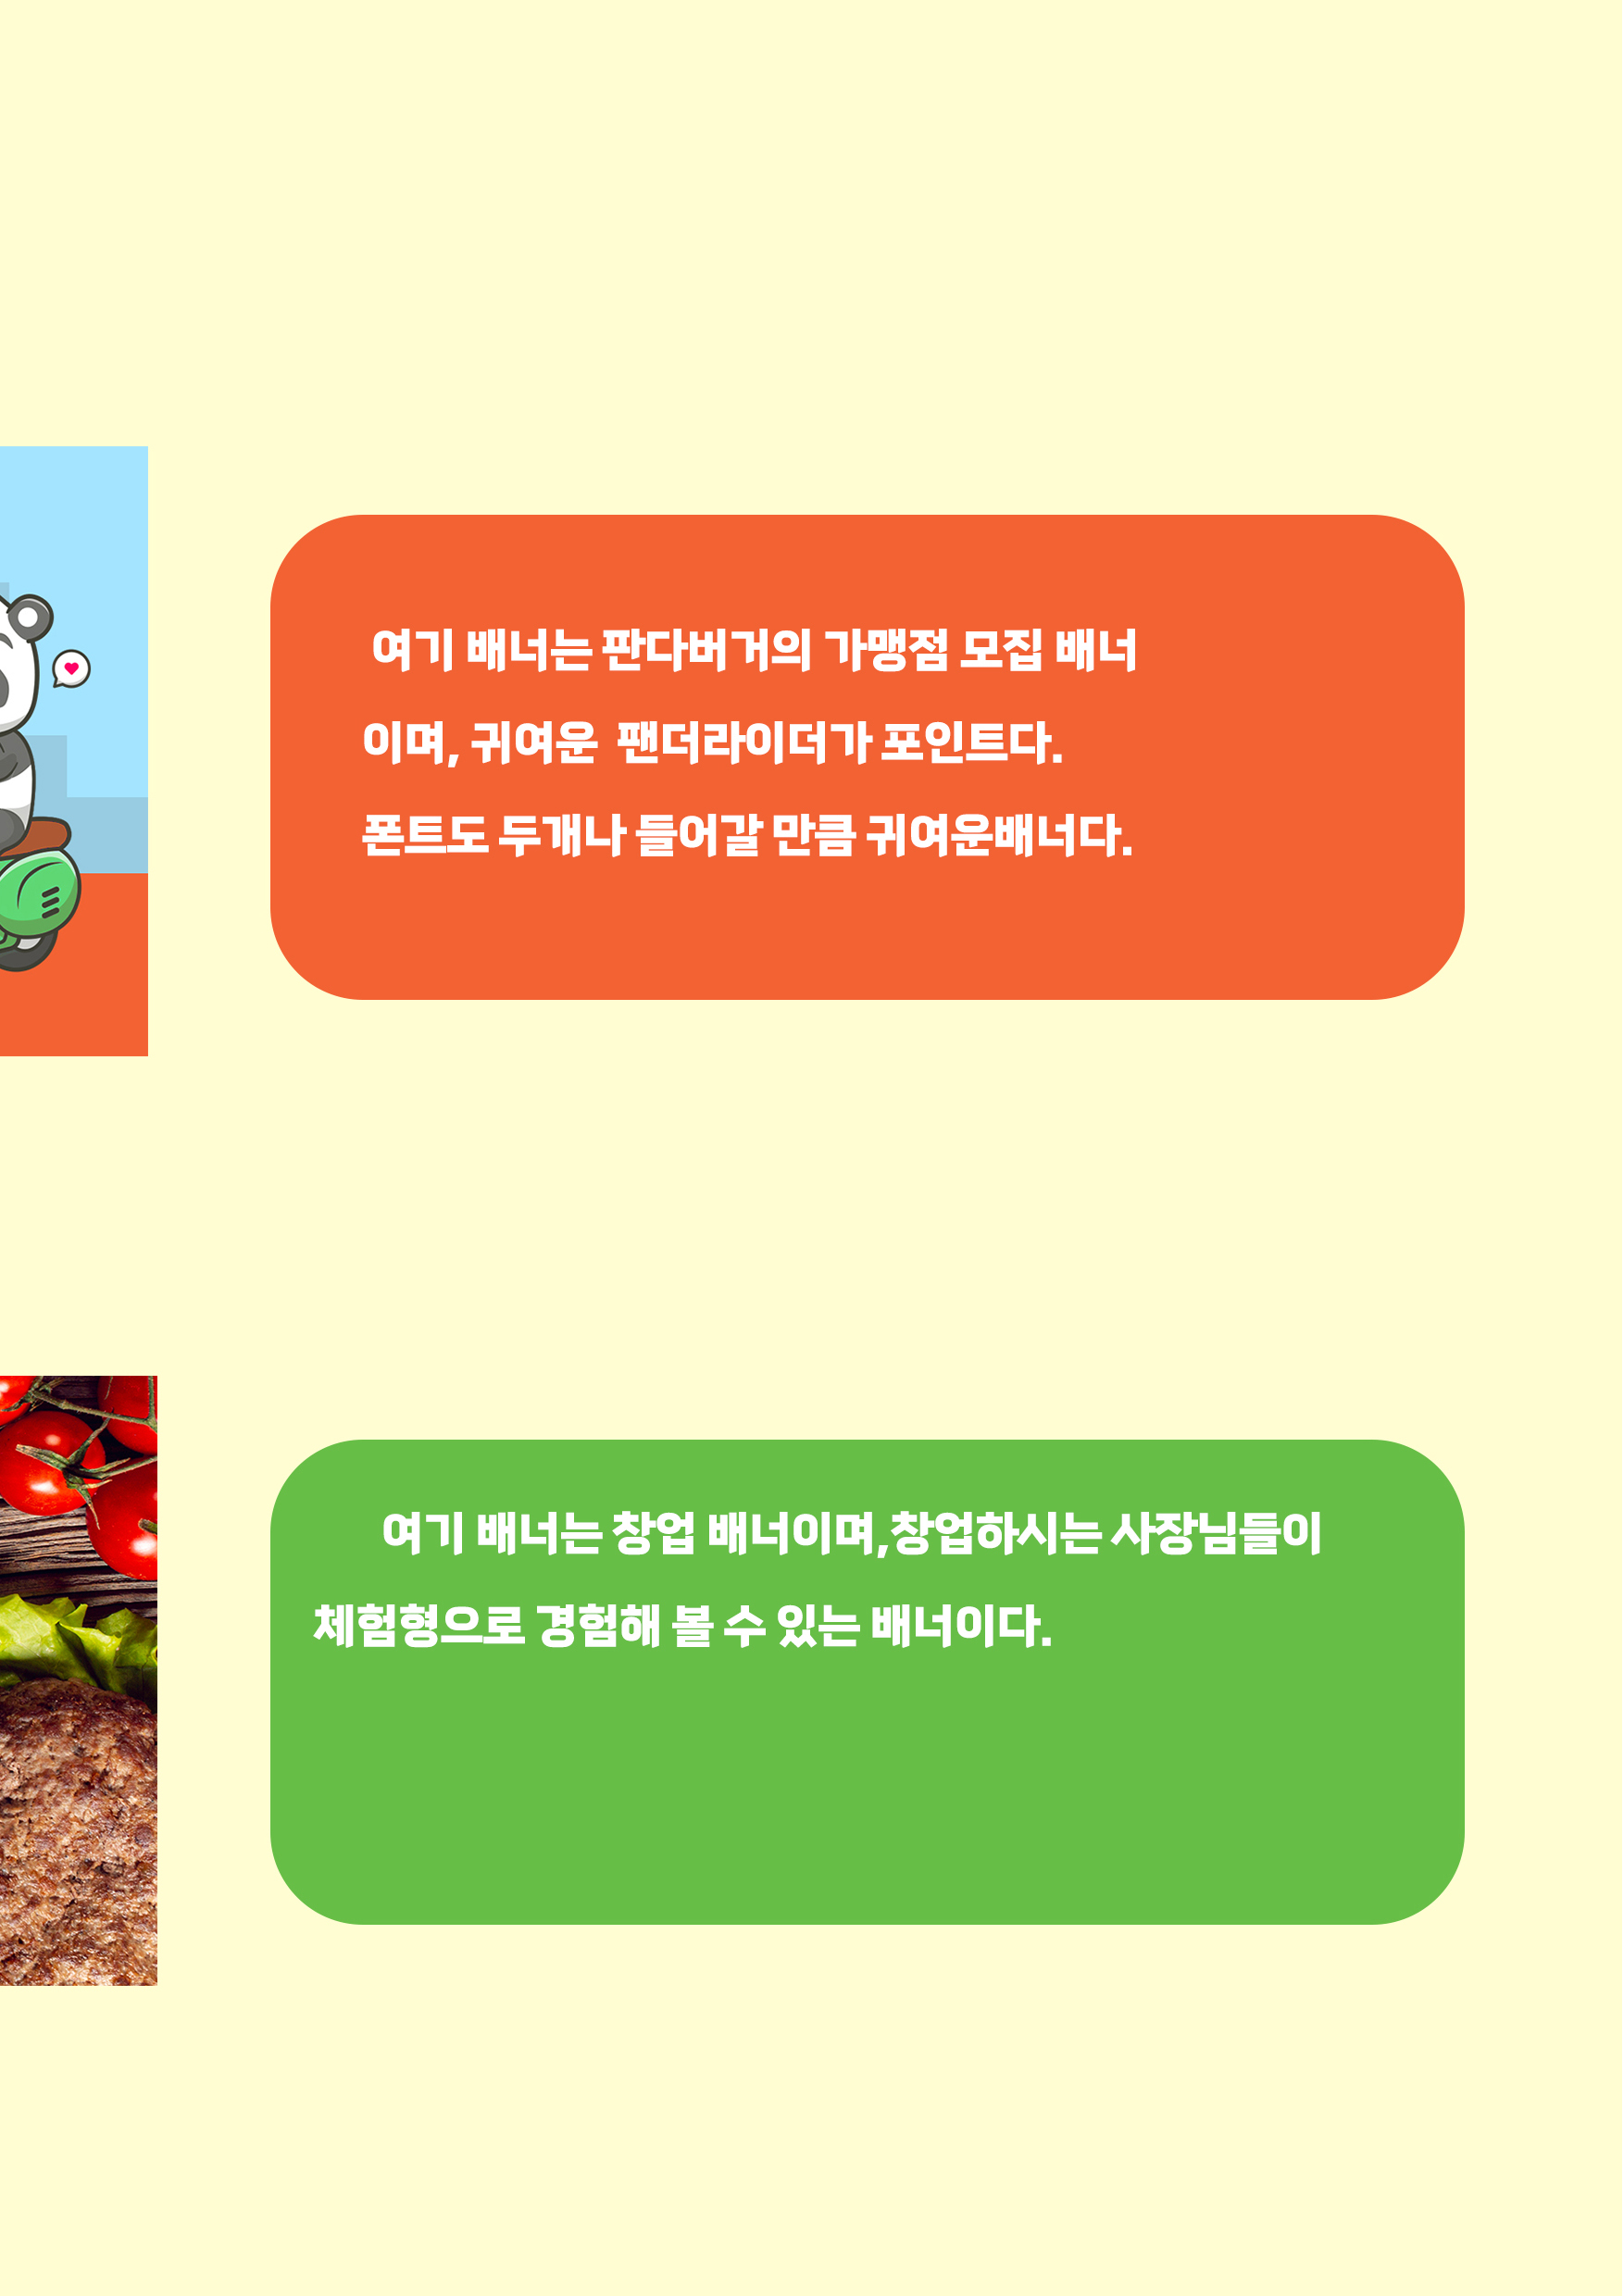 여기 배너는 판다버거의 가맹점 모집 배너
이며, 귀여운 팬더라이더가 포인트다.
폰트도 두개나 들어갈 만큼 귀여운배너다.
여기 배너는 창업 배너이며,창업하시는 사장님들이
체험형으로 경험해 볼 수 있는 배너이다.